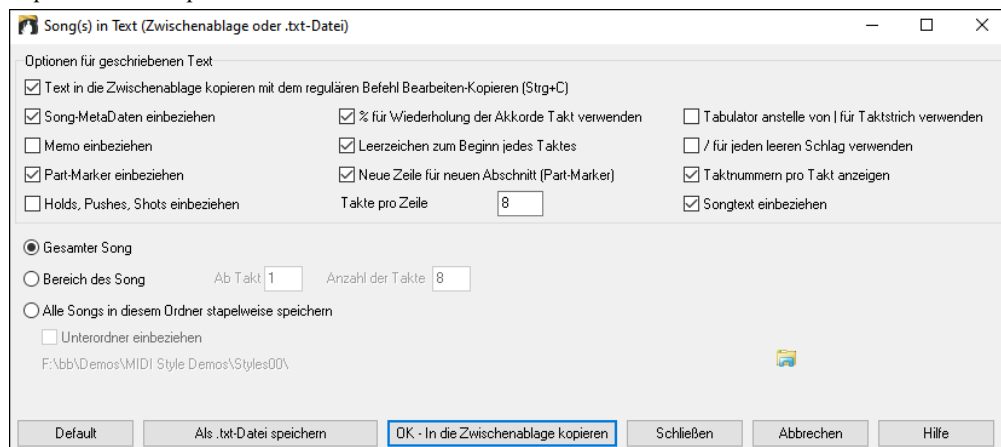 Song(s) in Text (Zwischenablage oder .txt-Datei)
Optionen für geschriebenen Text
Text in die Zwischenablage kopieren mit dem regulären Befehl Bearbeiten-Kopieren (Strg+C)
Song-MetaDaten einbeziehen % für Wiederholung der Akkorde Takt verwenden Tabulator anstelle von | für Taktstrich verwenden
Memo einbeziehen Leerzeichen zum Beginn jedes Taktes / für jeden leeren Schlag verwenden
Part-Marker einbeziehen Neue Zeile für neuen Abschnitt (Part-Marker) Taktnummern pro Takt anzeigen
Holds, Pushes, Shots einbeziehen Takte pro Zeile 8 Songtext einbeziehen
Gesamter Song
Bereich des Song Ab Takt 1 Anzahl der Takte 8
Alle Songs in diesem Ordner stapelweise speichern
Unterordner einbeziehen
F:\bb\Demos\MIDI Style Demos\Styles00\
Default Als .txt-Datei speichern OK - In die Zwischenablage kopieren Schließen Abbrechen Hilfe